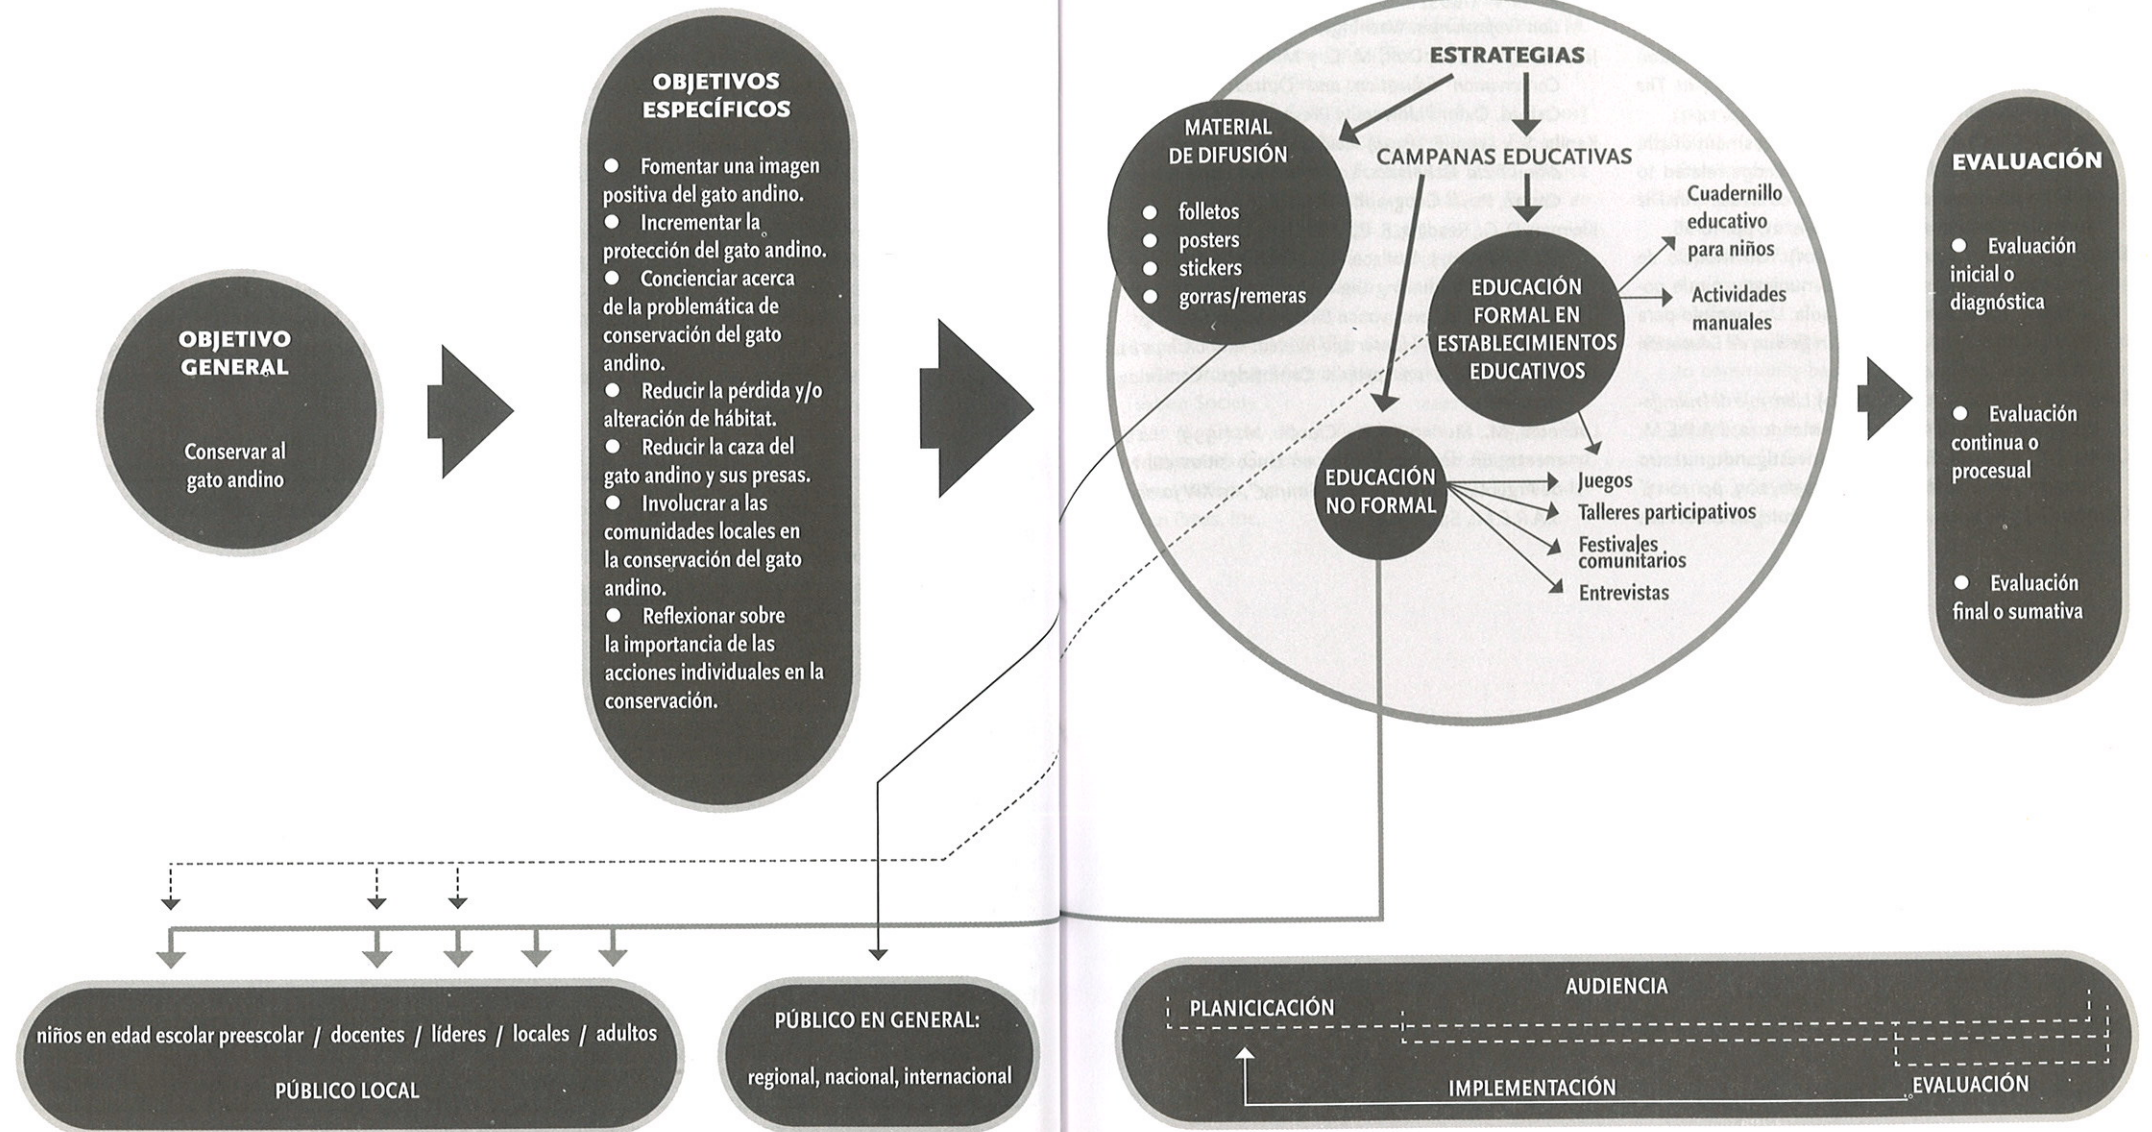 OBJETIVO
GENERAL
Conservar al
gato andino
OBJETIVOS
ESPECÍFICOS
● Fomentar una imagen
positiva del gato andino.
● Incrementar la
protección del gato andino.
● Concienciar acerca
de la problemática de
conservación del gato
andino.
● Reducir la pérdida y/o
alteración de hábitat.
● Reducir la caza del
gato andino y sus presas.
● Involucrar a las
comunidades locales en
la conservación del gato
andino.
● Reflexionar sobre
la importancia de las
acciones individuales en la
conservación.
ESTRATEGIAS
MATERIAL
DE DIFUSIÓN
● folletos
● posters
● stickers
● gorras/remeras
CAMPANAS EDUCATIVAS
EDUCACIÓN
FORMAL EN
ESTABLECIMIENTOS
EDUCATIVOS
Cuadernillo
educativo
para niños
Actividades
manuales
EDUCACIÓN
NO FORMAL
Juegos
Talleres participativos
Festivales
comunitarios
Entrevistas
EVALUACIÓN
● Evaluación
inicial o
diagnóstica
● Evaluación
continua o
procesual
● Evaluación
final o sumativa
niños en edad escolar preescolar / docentes / líderes / locales / adultos
PÚBLICO LOCAL
PÚBLICO EN GENERAL:
regional, nacional, internacional
AUDIENCIA
PLANICICACIÓN
IMPLEMENTACIÓN
EVALUACIÓN